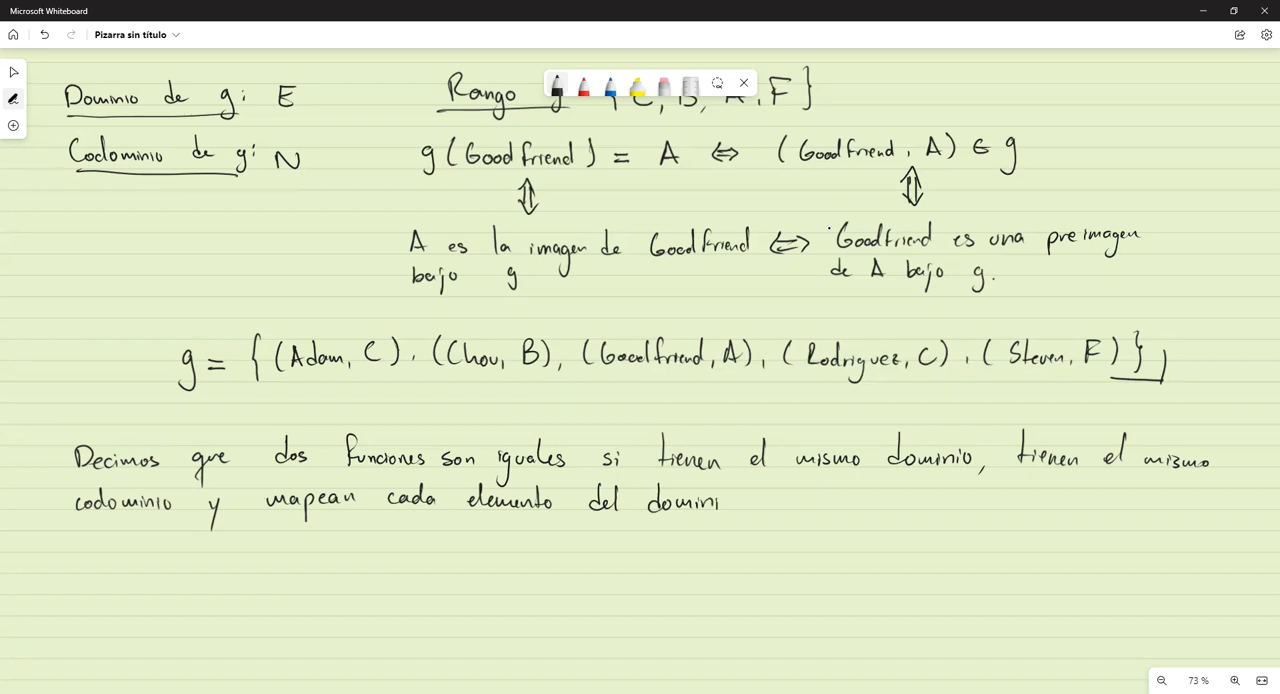 Microsoft Whiteboard
Pizarra sin título
Dominio de g: E
Rango g { C, B, A, F }
Codominio de g: N
g (Goodfriend) = A ⇔ (Goodfriend, A) ∈ g
⇕ ⇕
A es la imagen de Goodfriend ⇔ Goodfriend es una preimagen
bajo g de A bajo g.
g = { (Adam, C), (Chou, B), (Goodfriend, A), (Rodriguez, C), (Steven, F) }
Decimos que dos funciones son iguales si tienen el mismo dominio, tienen el mismo
codominio y mapean cada elemento del domini
73 %